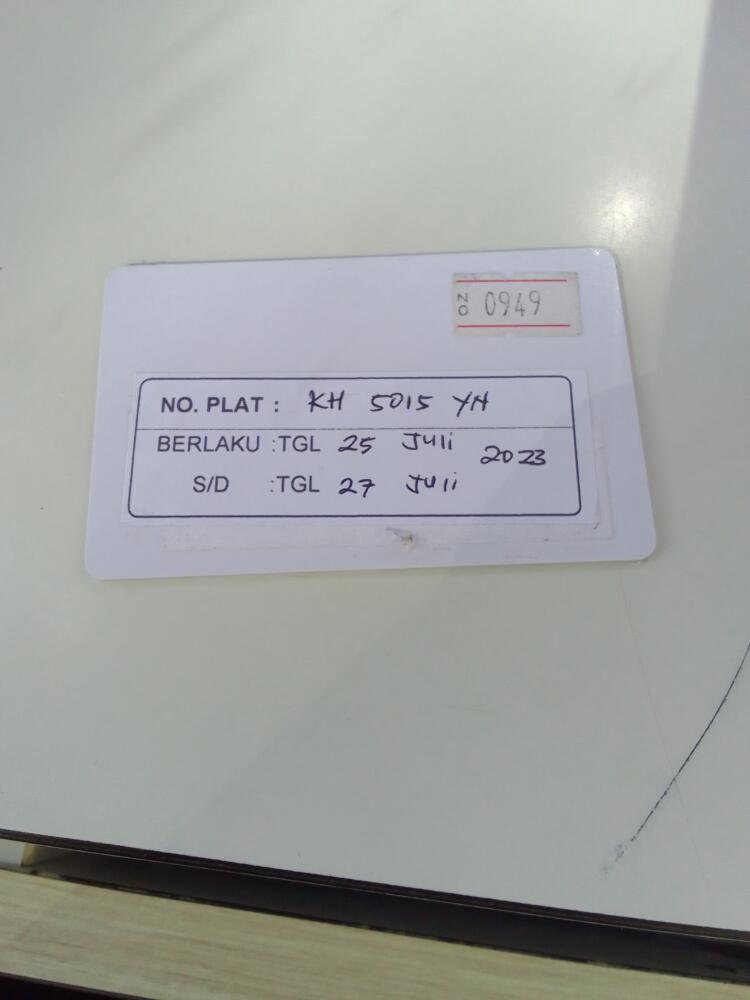 NO 0949
NO. PLAT : KH 5015 YH
BERLAKU :TGL 25 Juli 2023
S/D :TGL 27 Juli